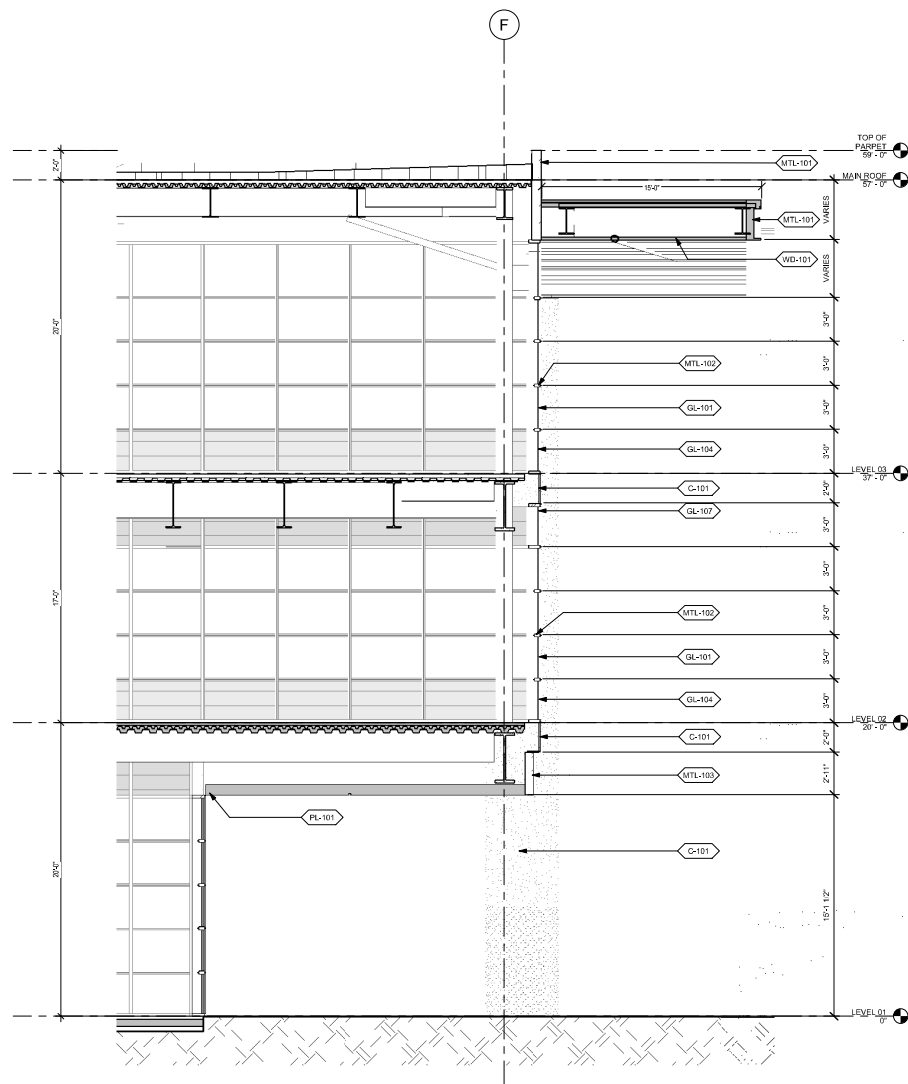 F
TOP OF
PARPET
59' - 0"
2'-0"
MTL-101
MAIN ROOF
57' - 0"
15'-0"
VARIES
MTL-101
WD-101
VARIES
3'-0"
20'-0"
MTL-102
3'-0"
3'-0"
GL-101
GL-104
3'-0"
LEVEL 03
37' - 0"
C-101
2'-0"
GL-107
3'-0"
3'-0"
17'-0"
MTL-102
3'-0"
GL-101
3'-0"
GL-104
3'-0"
LEVEL 02
20' - 0"
C-101
2'-0"
MTL-103
2'-11"
PL-101
C-101
20'-0"
15'-1 1/2"
LEVEL 01
0"